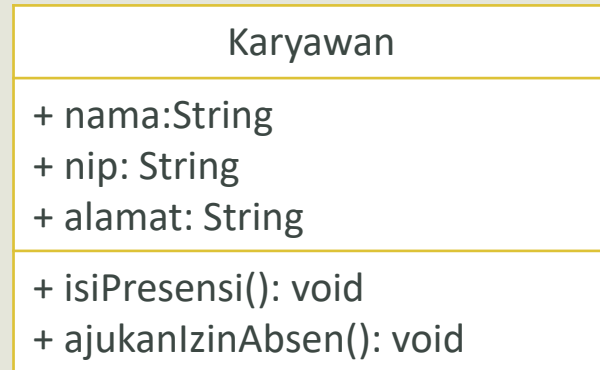 Karyawan
+ nama:String
+ nip: String
+ alamat: String
+ isiPresensi(): void
+ ajukanIzinAbsen(): void